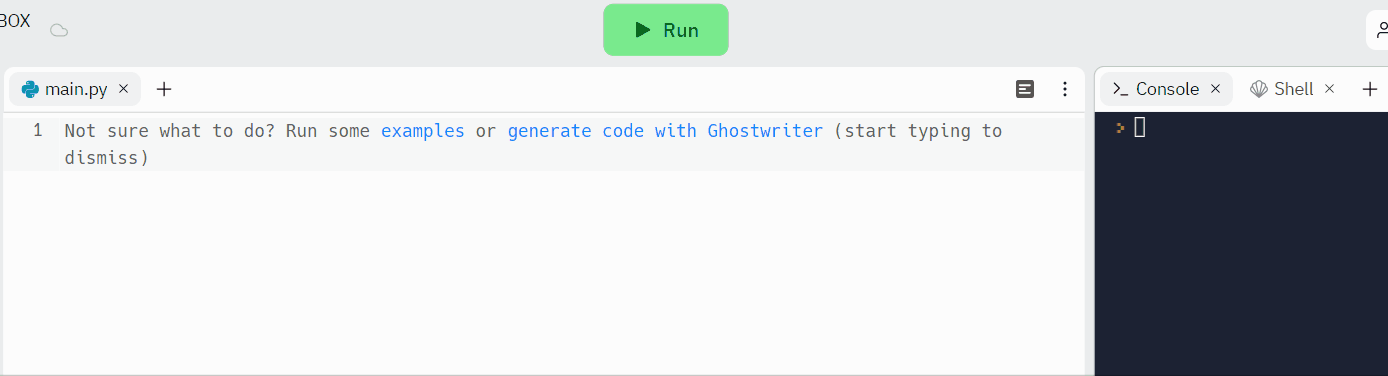 BOX
Run
main.py
Console
Shell
1 Not sure what to do? Run some examples or generate code with Ghostwriter (start typing to
dismiss)